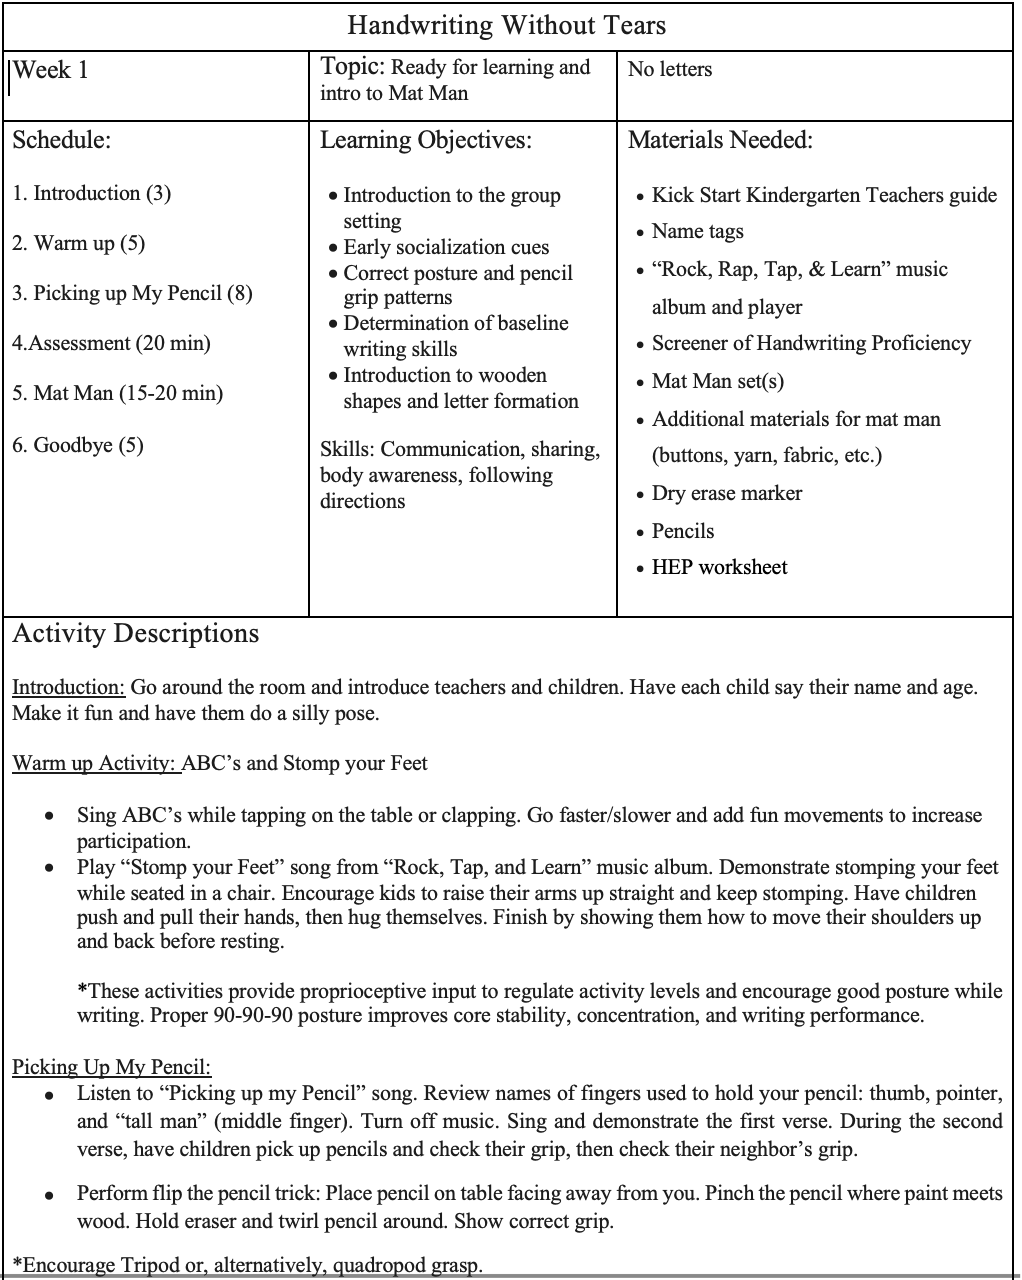 Handwriting Without Tears
Week 1
Topic: Ready for learning and
intro to Mat Man
No letters
Schedule:
1. Introduction (3)
2. Warm up (5)
3. Picking up My Pencil (8)
4.Assessment (20 min)
5. Mat Man (15-20 min)
6. Goodbye (5)
Learning Objectives:
• Introduction to the group
setting
• Early socialization cues
• Correct posture and pencil
grip patterns
• Determination of baseline
writing skills
• Introduction to wooden
shapes and letter formation
Skills: Communication, sharing,
body awareness, following
directions
Materials Needed:
• Kick Start Kindergarten Teachers guide
• Name tags
• “Rock, Rap, Tap, & Learn” music
album and player
• Screener of Handwriting Proficiency
• Mat Man set(s)
• Additional materials for mat man
(buttons, yarn, fabric, etc.)
• Dry erase marker
• Pencils
• HEP worksheet
Activity Descriptions
Introduction: Go around the room and introduce teachers and children. Have each child say their name and age.
Make it fun and have them do a silly pose.
Warm up Activity: ABC’s and Stomp your Feet
• Sing ABC’s while tapping on the table or clapping. Go faster/slower and add fun movements to increase
participation.
• Play “Stomp your Feet” song from “Rock, Tap, and Learn” music album. Demonstrate stomping your feet
while seated in a chair. Encourage kids to raise their arms up straight and keep stomping. Have children
push and pull their hands, then hug themselves. Finish by showing them how to move their shoulders up
and back before resting.
*These activities provide proprioceptive input to regulate activity levels and encourage good posture while
writing. Proper 90-90-90 posture improves core stability, concentration, and writing performance.
Picking Up My Pencil:
• Listen to “Picking up my Pencil” song. Review names of fingers used to hold your pencil: thumb, pointer,
and “tall man” (middle finger). Turn off music. Sing and demonstrate the first verse. During the second
verse, have children pick up pencils and check their grip, then check their neighbor’s grip.
• Perform flip the pencil trick: Place pencil on table facing away from you. Pinch the pencil where paint meets
wood. Hold eraser and twirl pencil around. Show correct grip.
*Encourage Tripod or, alternatively, quadropod grasp.